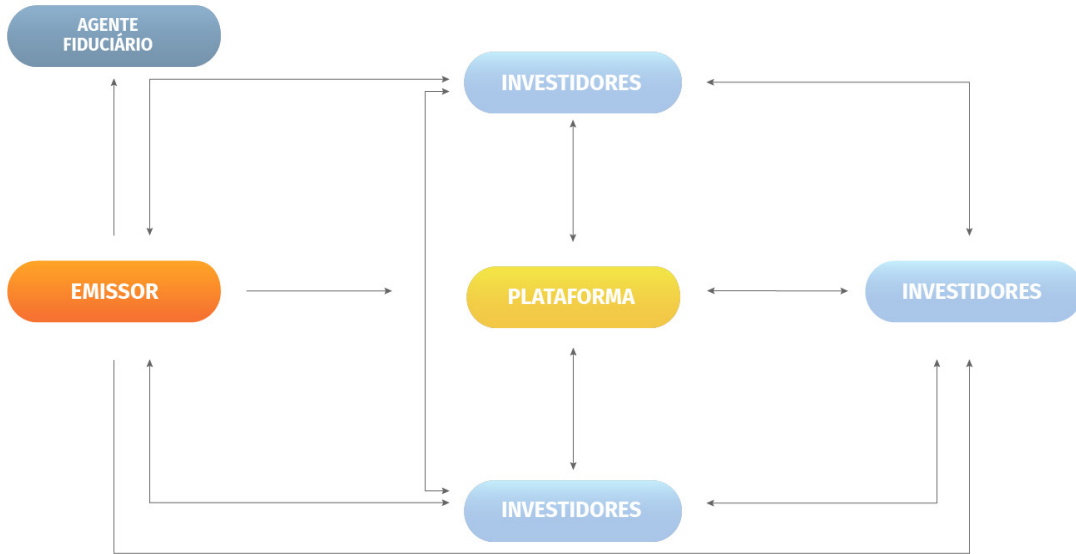 AGENTE
FIDUCIÁRIO
INVESTIDORES
EMISSOR
PLATAFORMA
INVESTIDORES
INVESTIDORES